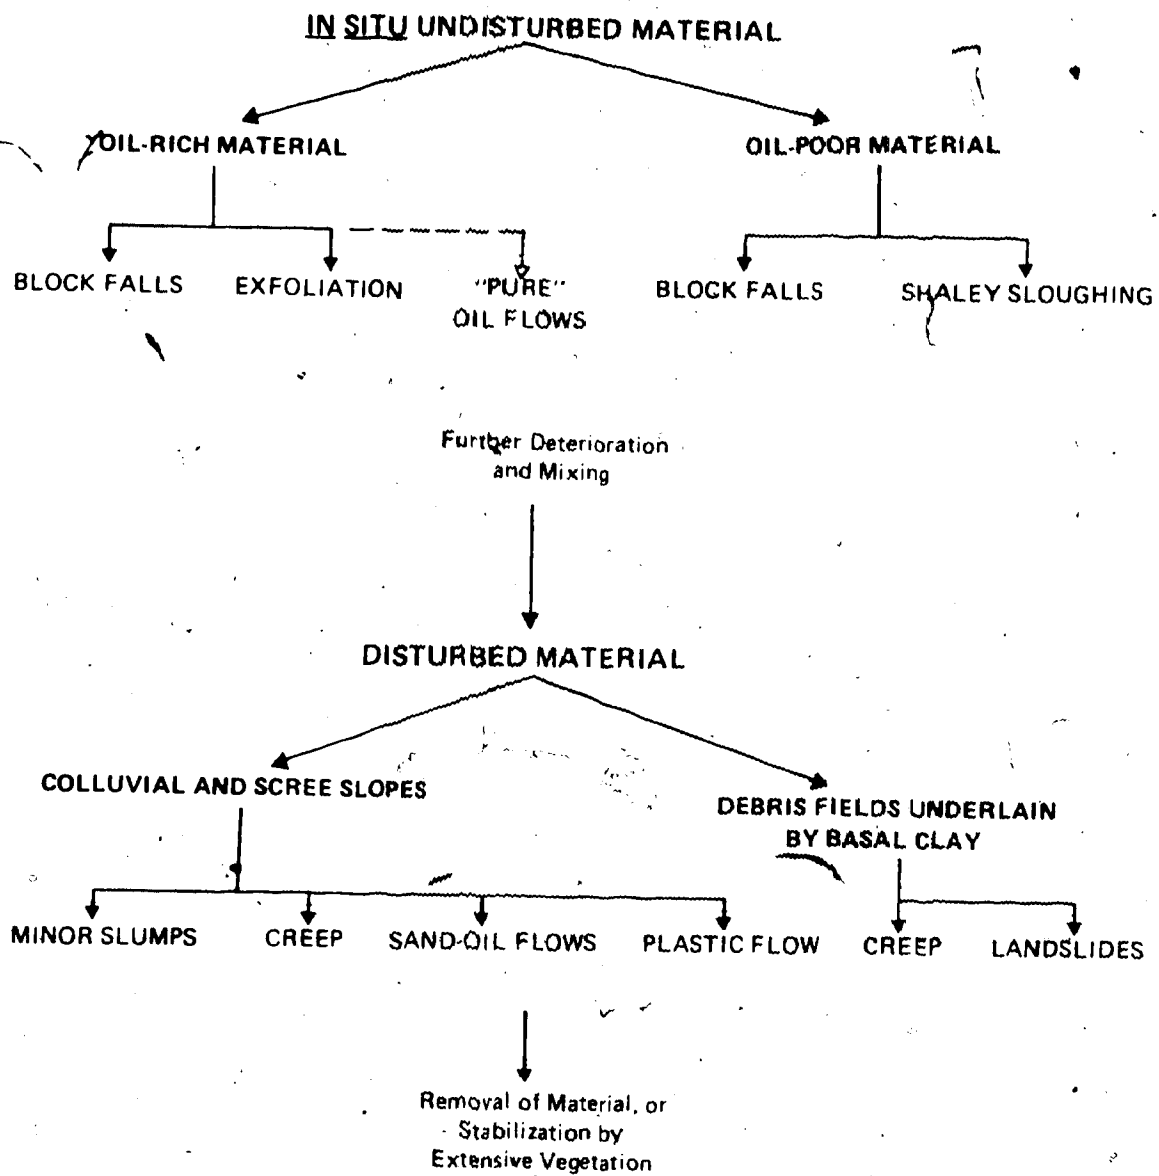 IN SITU UNDISTURBED MATERIAL
OIL-RICH MATERIAL
OIL-POOR MATERIAL
BLOCK FALLS
EXFOLIATION
"PURE"
OIL FLOWS
BLOCK FALLS
SHALEY SLOUGHING
Further Deterioration
and Mixing
DISTURBED MATERIAL
COLLUVIAL AND SCREE SLOPES
DEBRIS FIELDS UNDERLAIN
BY BASAL CLAY
MINOR SLUMPS
CREEP
SAND-OIL FLOWS
PLASTIC FLOW
CREEP
LANDSLIDES
Removal of Material, or
Stabilization by
Extensive Vegetation